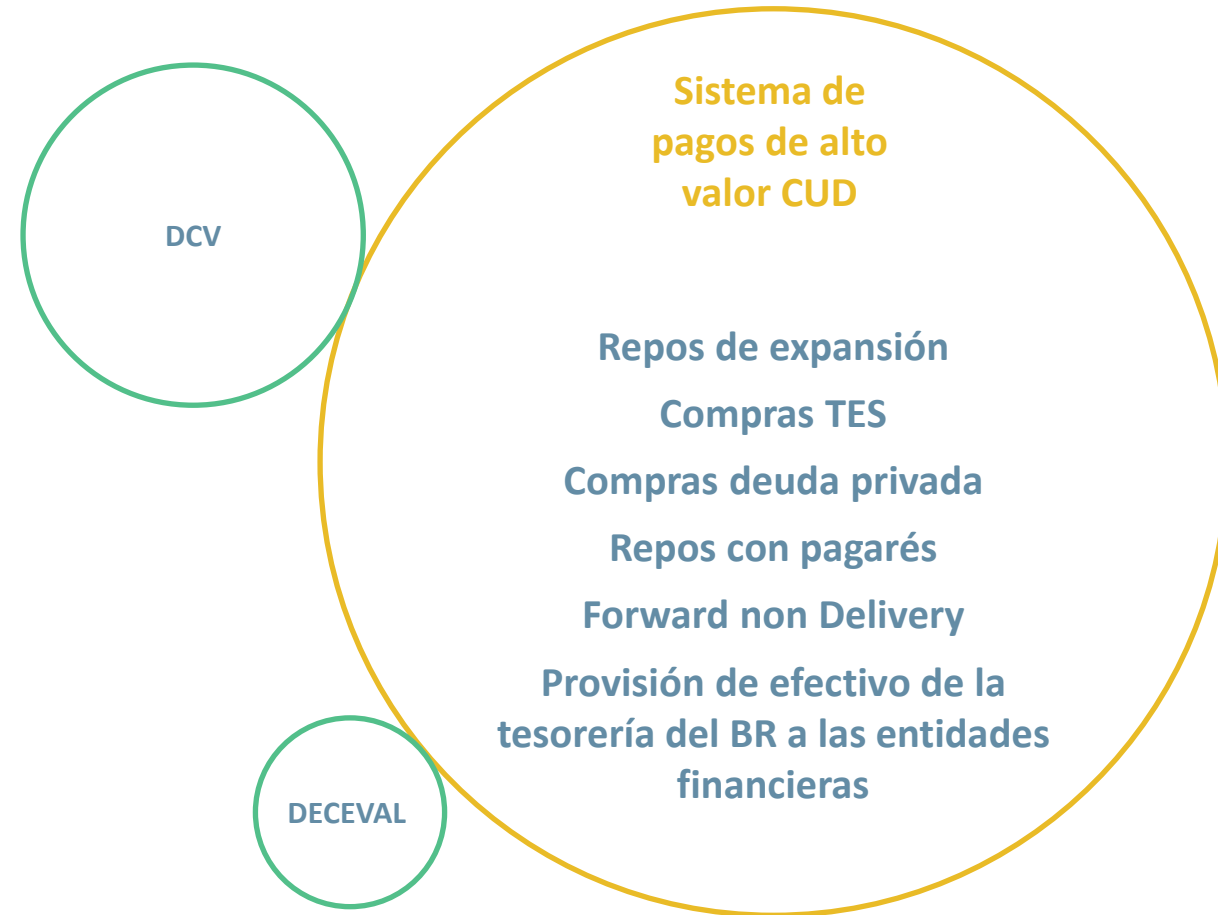 Sistema de
pagos de alto
valor CUD
DCV
Repos de expansión
Compras TES
Compras deuda privada
Repos con pagarés
Forward non Delivery
Provisión de efectivo de la
tesorería del BR a las entidades
financieras
DECEVAL